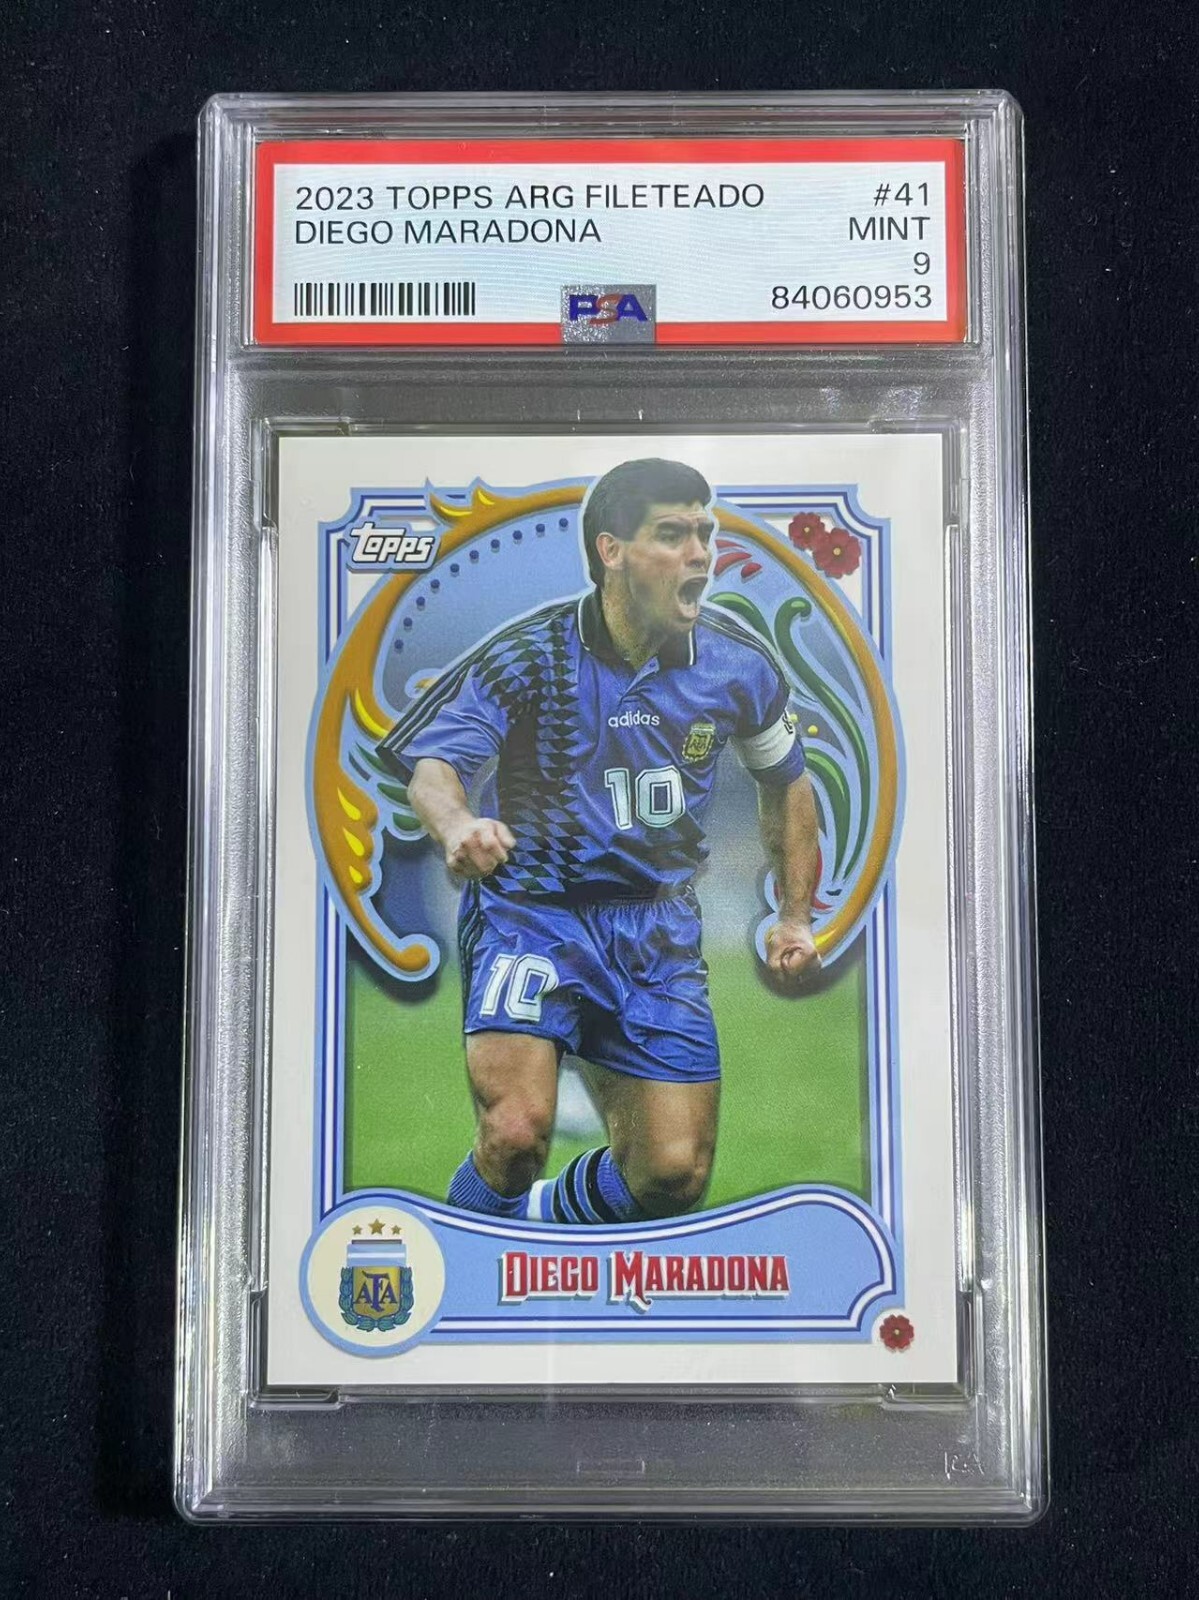 2023 TOPPS ARG FILETEADO #41
DIEGO MARADONA MINT
9
84060953
PSA
topps
adidas
10
10
AFA
DIEGO MARADONA